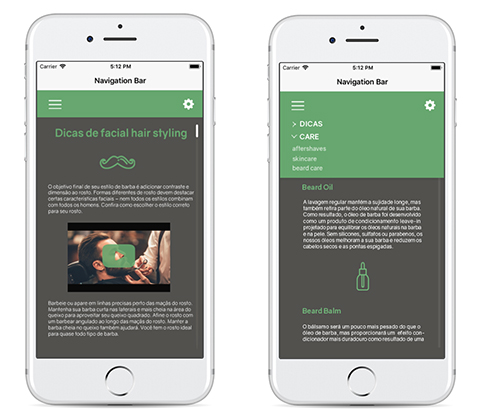 Carrier 5:12 PM
Navigation Bar
Dicas de facial hair styling
O objetivo final de seu estilo de barba é adicionar contraste e
dimensão ao rosto. Formas diferentes de rosto devem destacar
certas características faciais – nem todos os estilos combinam
com todos os homens. Confira como escolher o estilo correto
para seu rosto.
Barbeie ou apare em linhas precisas perto das maçãs do rosto.
Mantenha sua barba curta nas laterais e mais cheia na área do
queixo para aproveitar seu queixo quadrado. Afine o rosto com
um barbear angulado ao longo das maçãs do rosto. Manter a
barba cheia no queixo também ajudará. Você tem o rosto ideal
para quase todo tipo de barba.
Carrier 5:12 PM
Navigation Bar
DICAS
CARE
aftershaves
skincare
beard care
Beard Oil
A lavagem regular mantém a sujidade longe, mas
também retira parte do óleo natural de sua barba.
Como resultado, o óleo de barba foi desenvolvido
como um produto de condicionamento leave-in
projetado para equilibrar os óleos naturais na barba
e na pele. Sem silicones, sulfatos ou parabenos, os
nossos óleos melhoram a sua barba e reduzem os
cabelos secos e as pontas espigadas.
Beard Balm
O bálsamo será um pouco mais pesado do que o
óleo de barba, mas proporcionará um efeito con-
dicionador mais duradouro como resultado de uma